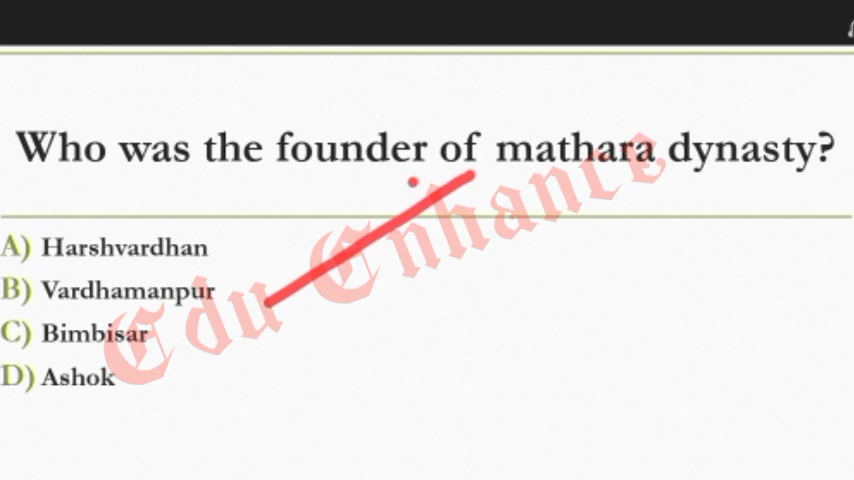 Who was the founder of mathara dynasty?
A) Harshvardhan
B) Vardhamanpur
C) Bimbisar
D) Ashok
Edu Enhance